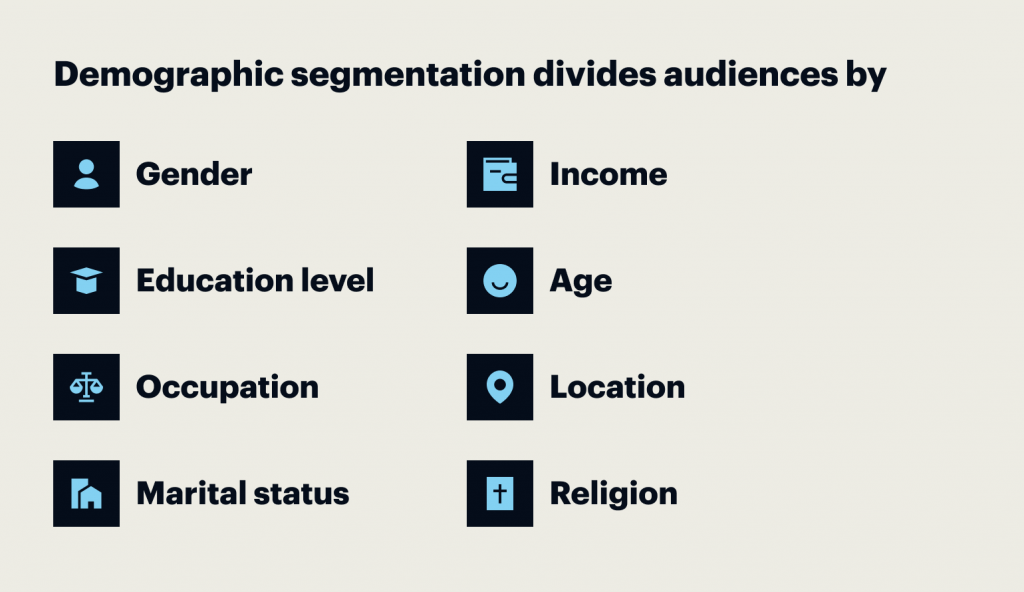 Demographic segmentation divides audiences by
Gender
Income
Education level
Age
Occupation
Location
Marital status
Religion